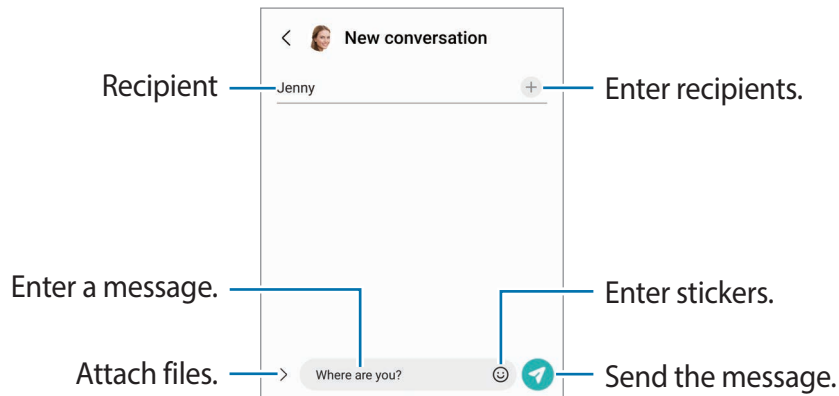 New conversation
Recipient
Jenny
Enter recipients.
Enter a message.
Enter stickers.
Attach files.
Where are you?
Send the message.